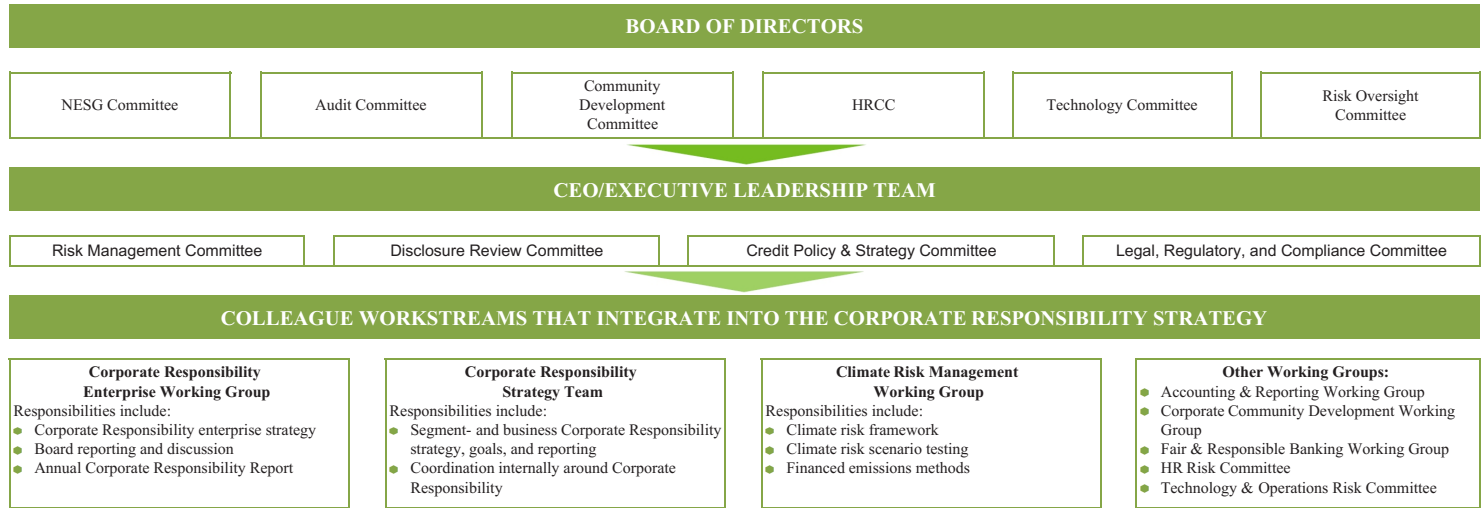 BOARD OF DIRECTORS
NESG Committee
Audit Committee
Community
Development
Committee
HRCC
Technology Committee
Risk Oversight
Committee
CEO/EXECUTIVE LEADERSHIP TEAM
Risk Management Committee
Disclosure Review Committee
Credit Policy & Strategy Committee
Legal, Regulatory, and Compliance Committee
COLLEAGUE WORKSTREAMS THAT INTEGRATE INTO THE CORPORATE RESPONSIBILITY STRATEGY
Corporate Responsibility
Enterprise Working Group
Responsibilities include:
Corporate Responsibility enterprise strategy
Board reporting and discussion
Annual Corporate Responsibility Report
Corporate Responsibility
Strategy Team
Responsibilities include:
Segment- and business Corporate Responsibility
strategy, goals, and reporting
Coordination internally around Corporate
Responsibility
Climate Risk Management
Working Group
Responsibilities include:
Climate risk framework
Climate risk scenario testing
Financed emissions methods
Other Working Groups:
Accounting & Reporting Working Group
Corporate Community Development Working
Group
Fair & Responsible Banking Working Group
HR Risk Committee
Technology & Operations Risk Committee